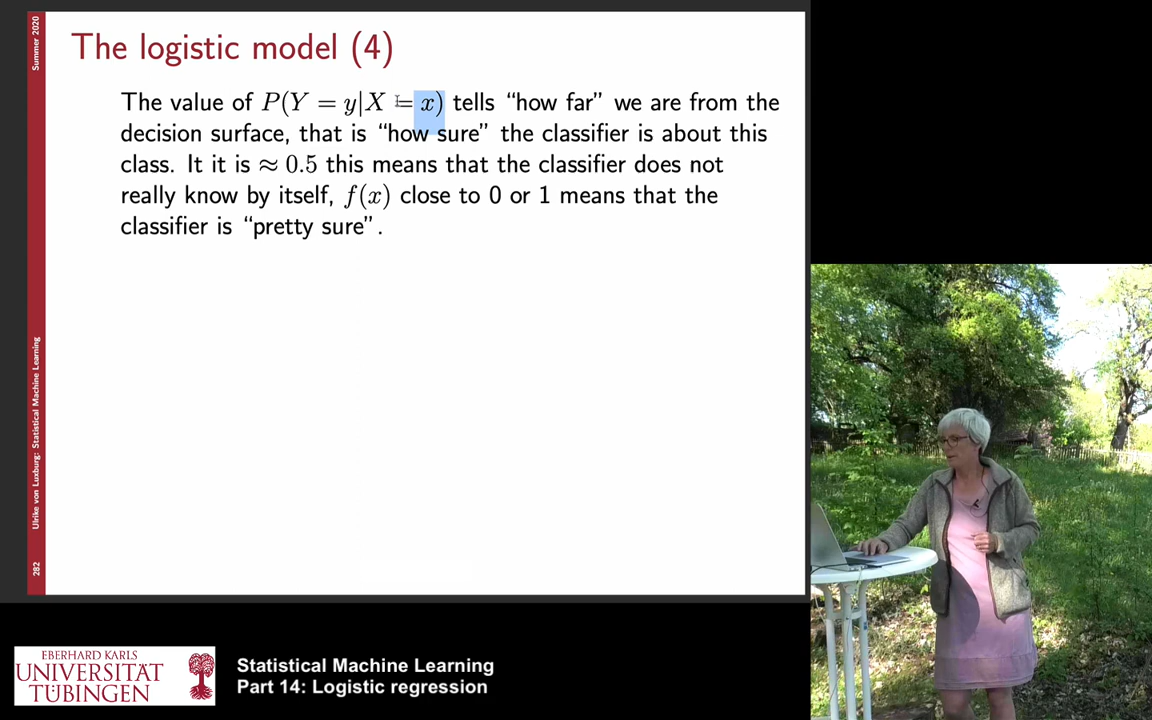 Summer 2020
The logistic model (4)
The value of P(Y = y|X = x) tells “how far” we are from the
decision surface, that is “how sure” the classifier is about this
class. It it is ≈ 0.5 this means that the classifier does not
really know by itself, f(x) close to 0 or 1 means that the
classifier is “pretty sure”.
Ulrike von Luxburg: Statistical Machine Learning
282
EBERHARD KARLS
UNIVERSITÄT
TÜBINGEN
Statistical Machine Learning
Part 14: Logistic regression